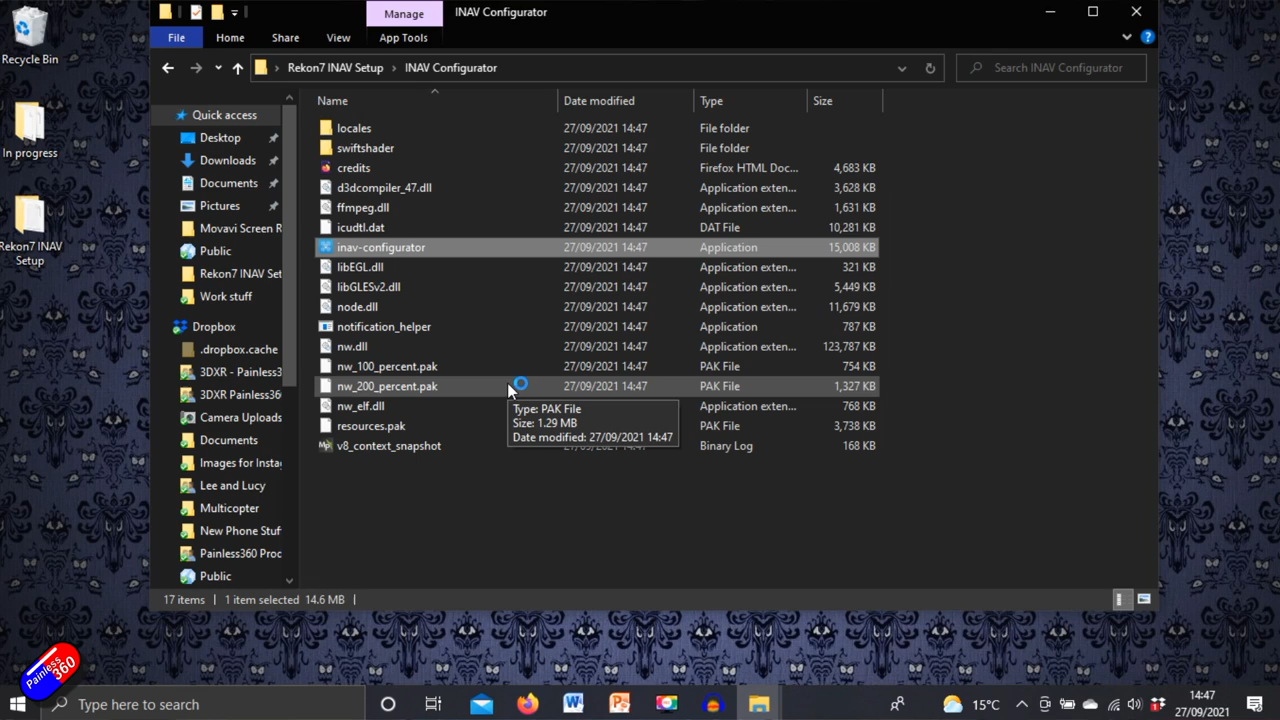 Manage
INAV Configurator
File
Home
Share
View
App Tools
Rekon7 INAV Setup
INAV Configurator
Search INAV Configurator
Recycle Bin
In progress
Rekon7 INAV
Setup
Quick access
Desktop
Downloads
Documents
Pictures
Movavi Screen R
Public
Rekon7 INAV Set
Work stuff
Dropbox
.dropbox.cache
3DXR - Painless3
3DXR Painless36
Camera Uploads
Documents
Images for Instag
Lee and Lucy
Multicopter
New Phone Stuf
Painless360 Proc
Public
Name Date modified Type Size
locales 27/09/2021 14:47 File folder
swiftshader 27/09/2021 14:47 File folder
credits 27/09/2021 14:47 Firefox HTML Doc... 4,683 KB
d3dcompiler_47.dll 27/09/2021 14:47 Application exten... 3,628 KB
ffmpeg.dll 27/09/2021 14:47 Application exten... 1,631 KB
icudtl.dat 27/09/2021 14:47 DAT File 10,281 KB
inav-configurator 27/09/2021 14:47 Application 15,008 KB
libEGL.dll 27/09/2021 14:47 Application exten... 321 KB
libGLESv2.dll 27/09/2021 14:47 Application exten... 5,449 KB
node.dll 27/09/2021 14:47 Application exten... 11,679 KB
notification_helper 27/09/2021 14:47 Application 787 KB
nw.dll 27/09/2021 14:47 Application exten... 123,787 KB
nw_100_percent.pak 27/09/2021 14:47 PAK File 754 KB
nw_200_percent.pak 27/09/2021 14:47 PAK File 1,327 KB
nw_elf.dll 27/09/2021 14:47 Application exten... 768 KB
resources.pak 27/09/2021 14:47 PAK File 3,738 KB
v8_context_snapshot 27/09/2021 14:47 Binary Log 168 KB
Type: PAK File
Size: 1.29 MB
Date modified: 27/09/2021 14:47
17 items
1 item selected 14.6 MB
Painless360
Type here to search
15°C
14:47
27/09/2021